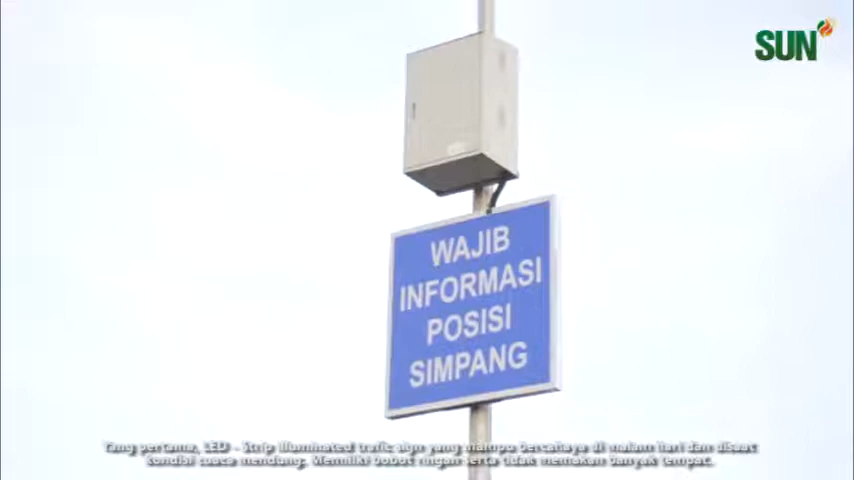 SUN
WAJIB
INFORMASI
POSISI
SIMPANG
Yang pertama, LED - Strip Illuminated trafic sign yang mampu bercahaya di malam hari dan disaat
kondisi cuaca mendung. Memiliki bobot ringan serta tidak memakan banyak tempat.